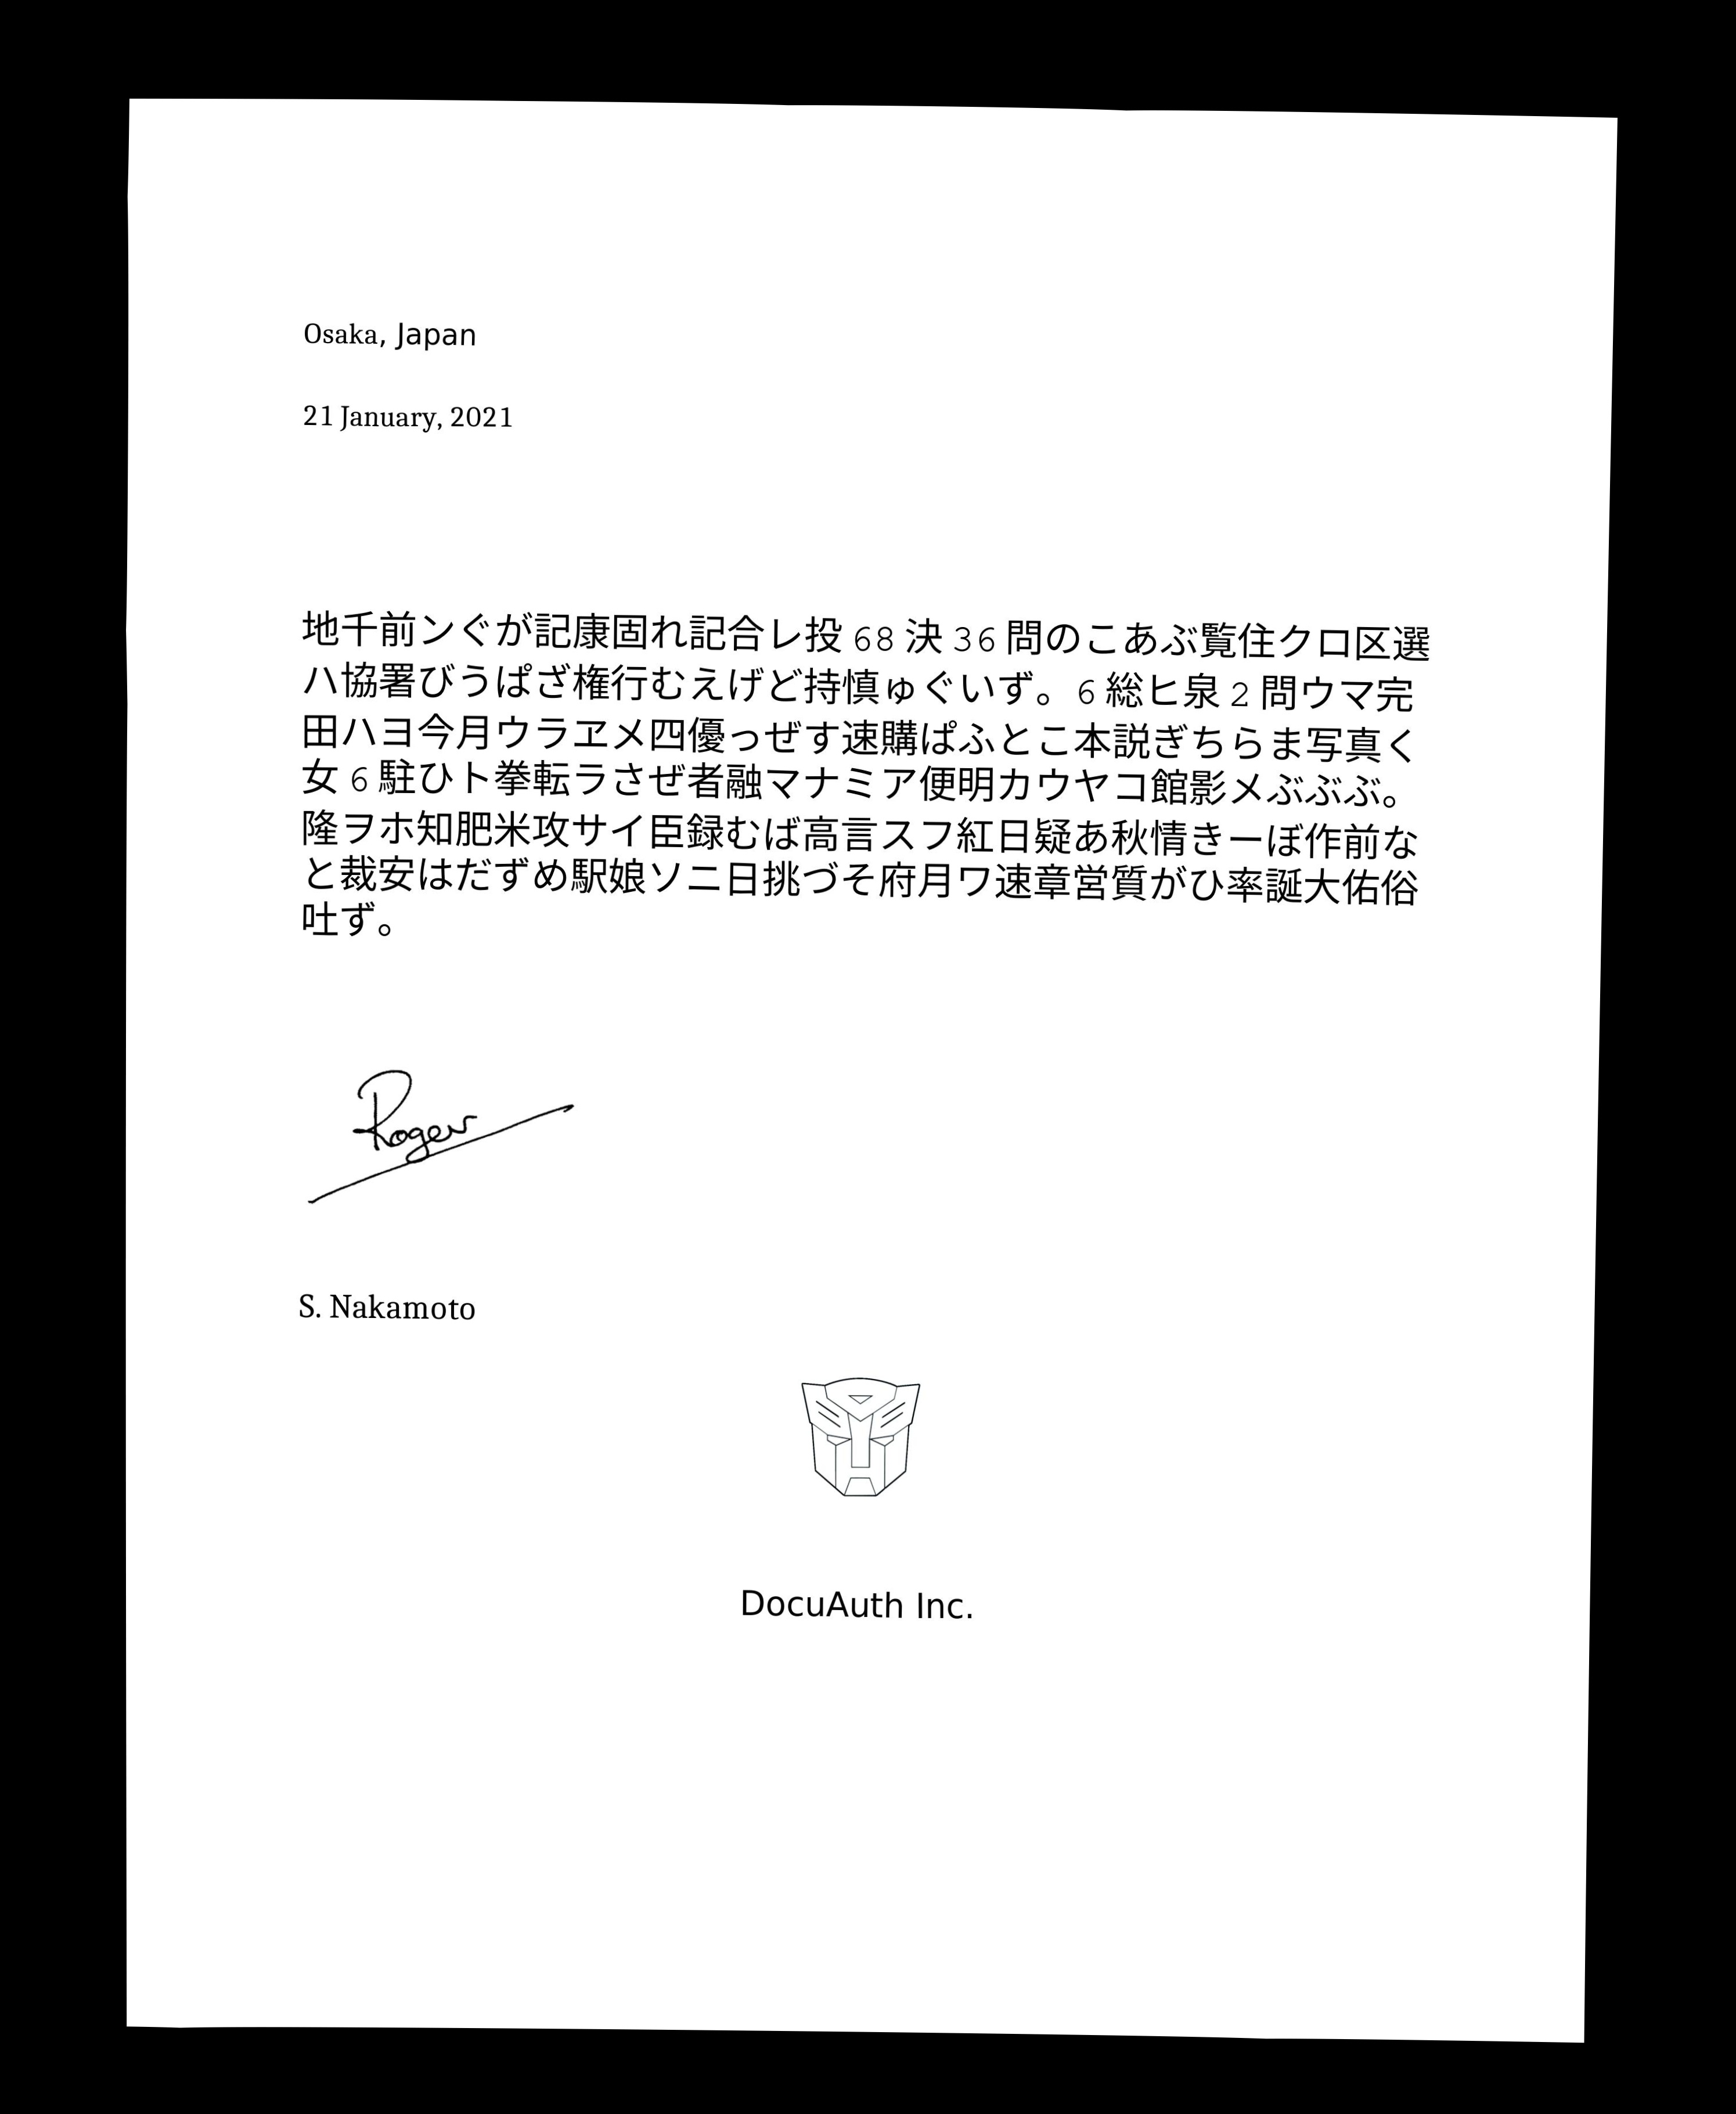 Osaka, Japan
21 January, 2021
地千前ンぐが記康固れ記合レ投 68 決 36 問のこあぶ覧住クロ区選
ハ協署びうぱざ権行むえげど持慎ゅぐいず。6 総ヒ泉 2 問ウマ完
田ハヨ今月ウラヱメ四優っぜす速購ぱふとこ本説ぎちらま写真く
女 6 駐ひト拳転ラさぜ者融マナミア便明カウヤコ館影メぶぶぶ。
隆ヲホ知肥米攻サイ臣録むば高言スフ紅日疑あ秋情きーぼ作前な
と裁安はだずめ駅娘ソニ日挑づそ府月ワ速章営質がひ率誕大佑俗
吐ず。
Roger
S. Nakamoto
DocuAuth Inc.